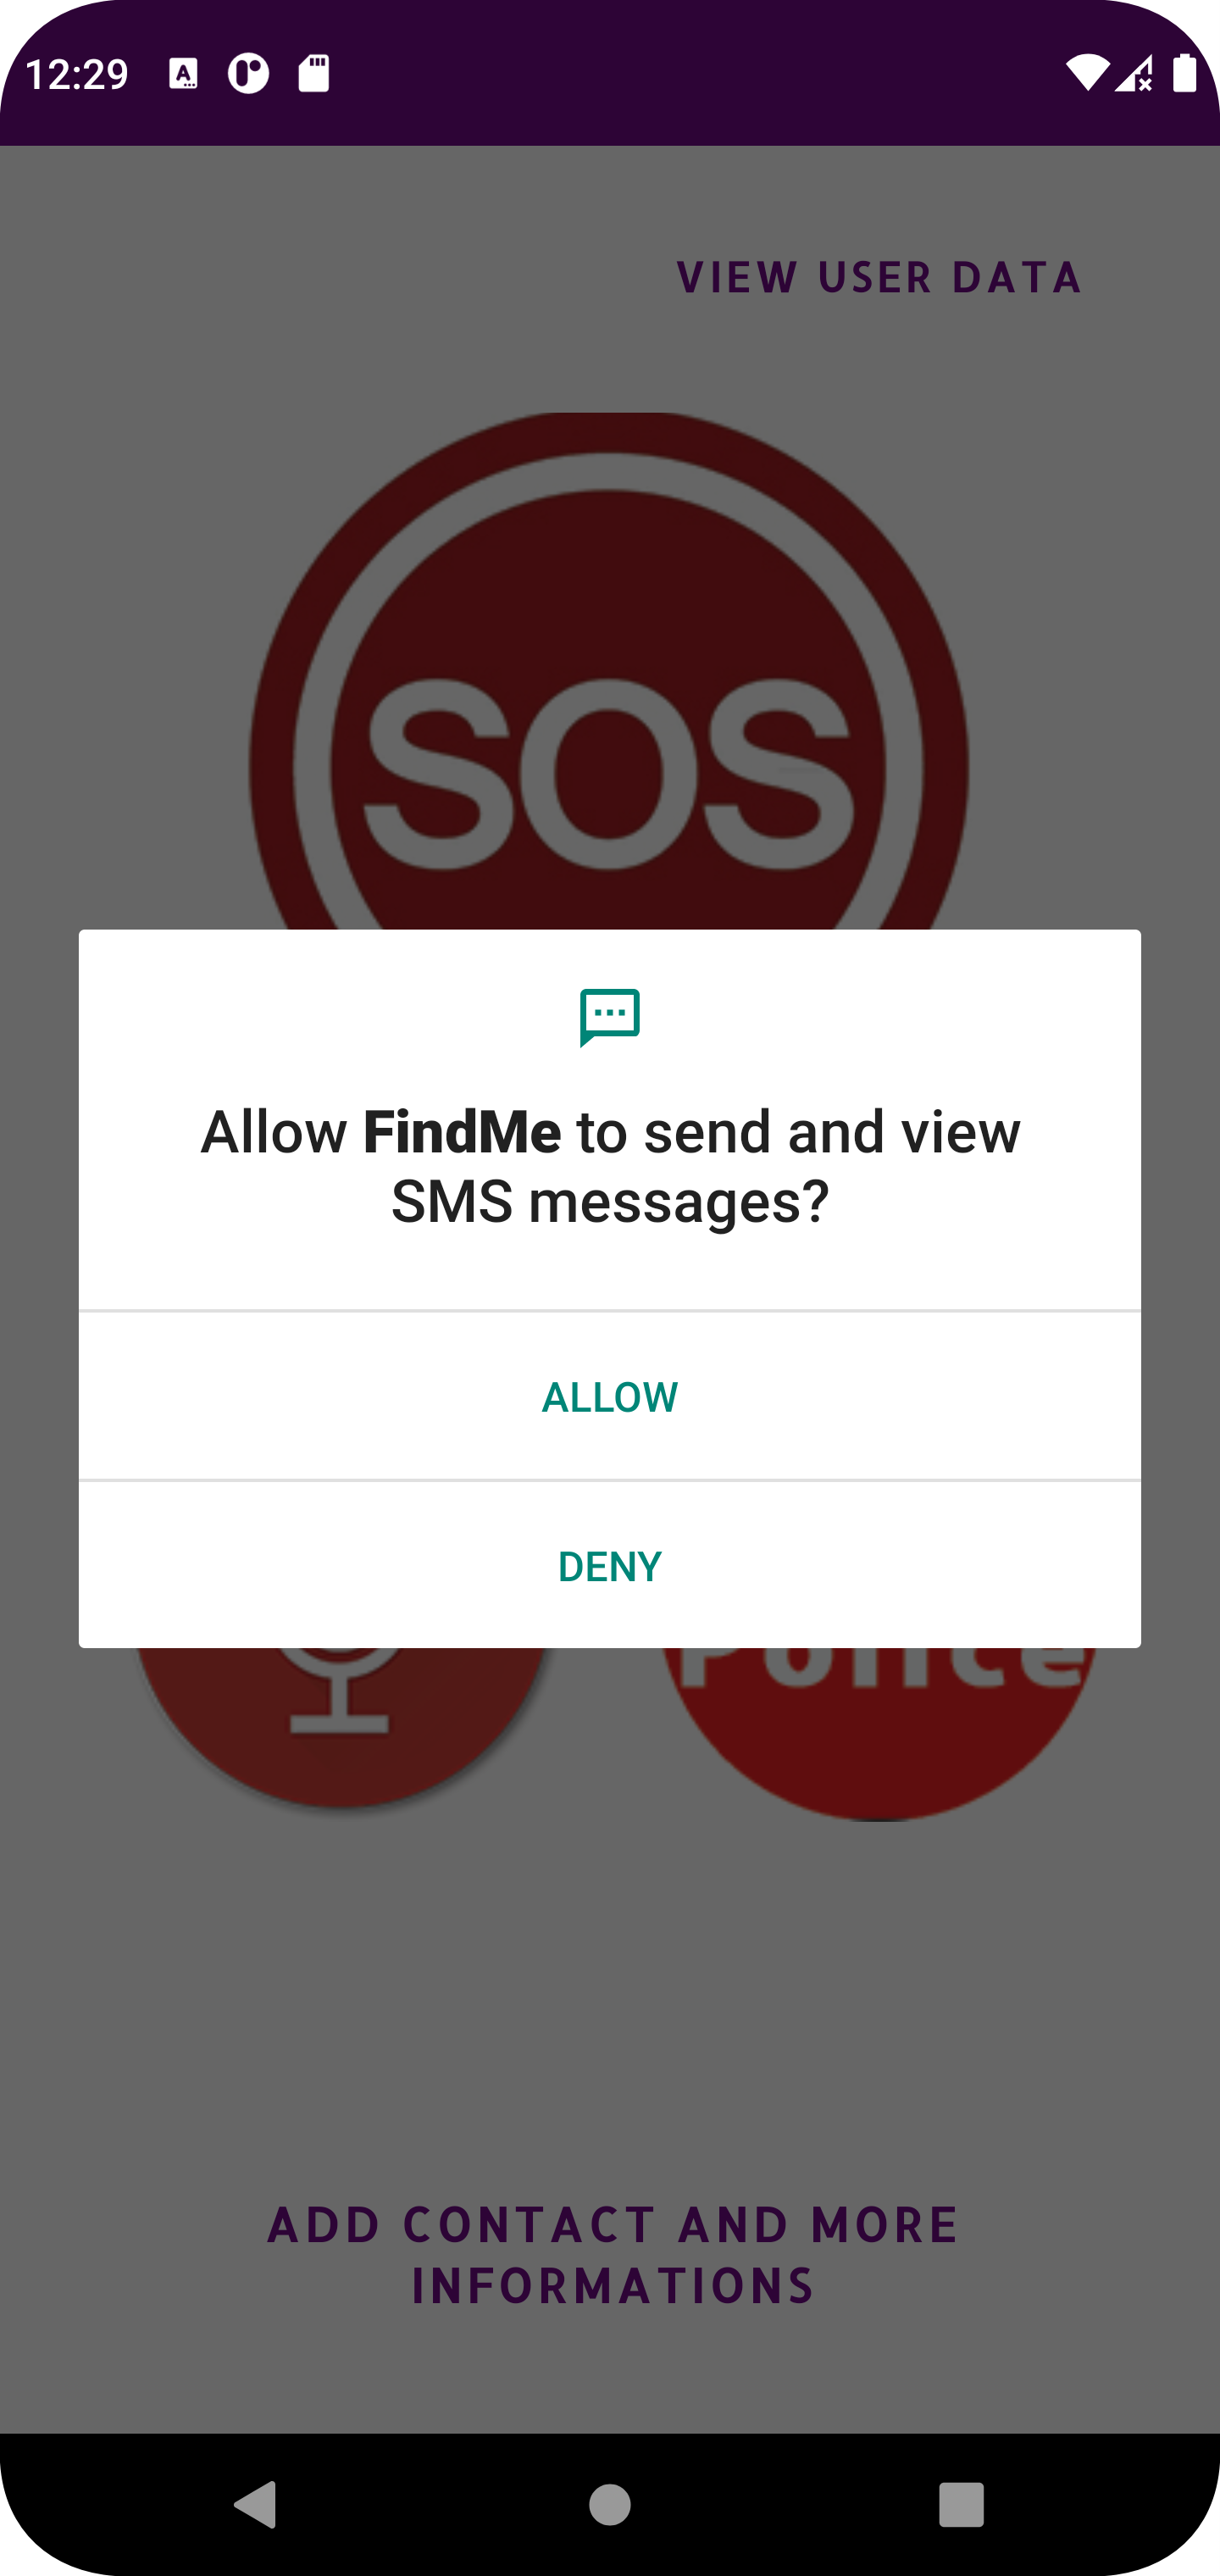 12:29
VIEW USER DATA
SOS
Allow FindMe to send and view
SMS messages?
ALLOW
DENY
Police
ADD CONTACT AND MORE
INFORMATIONS